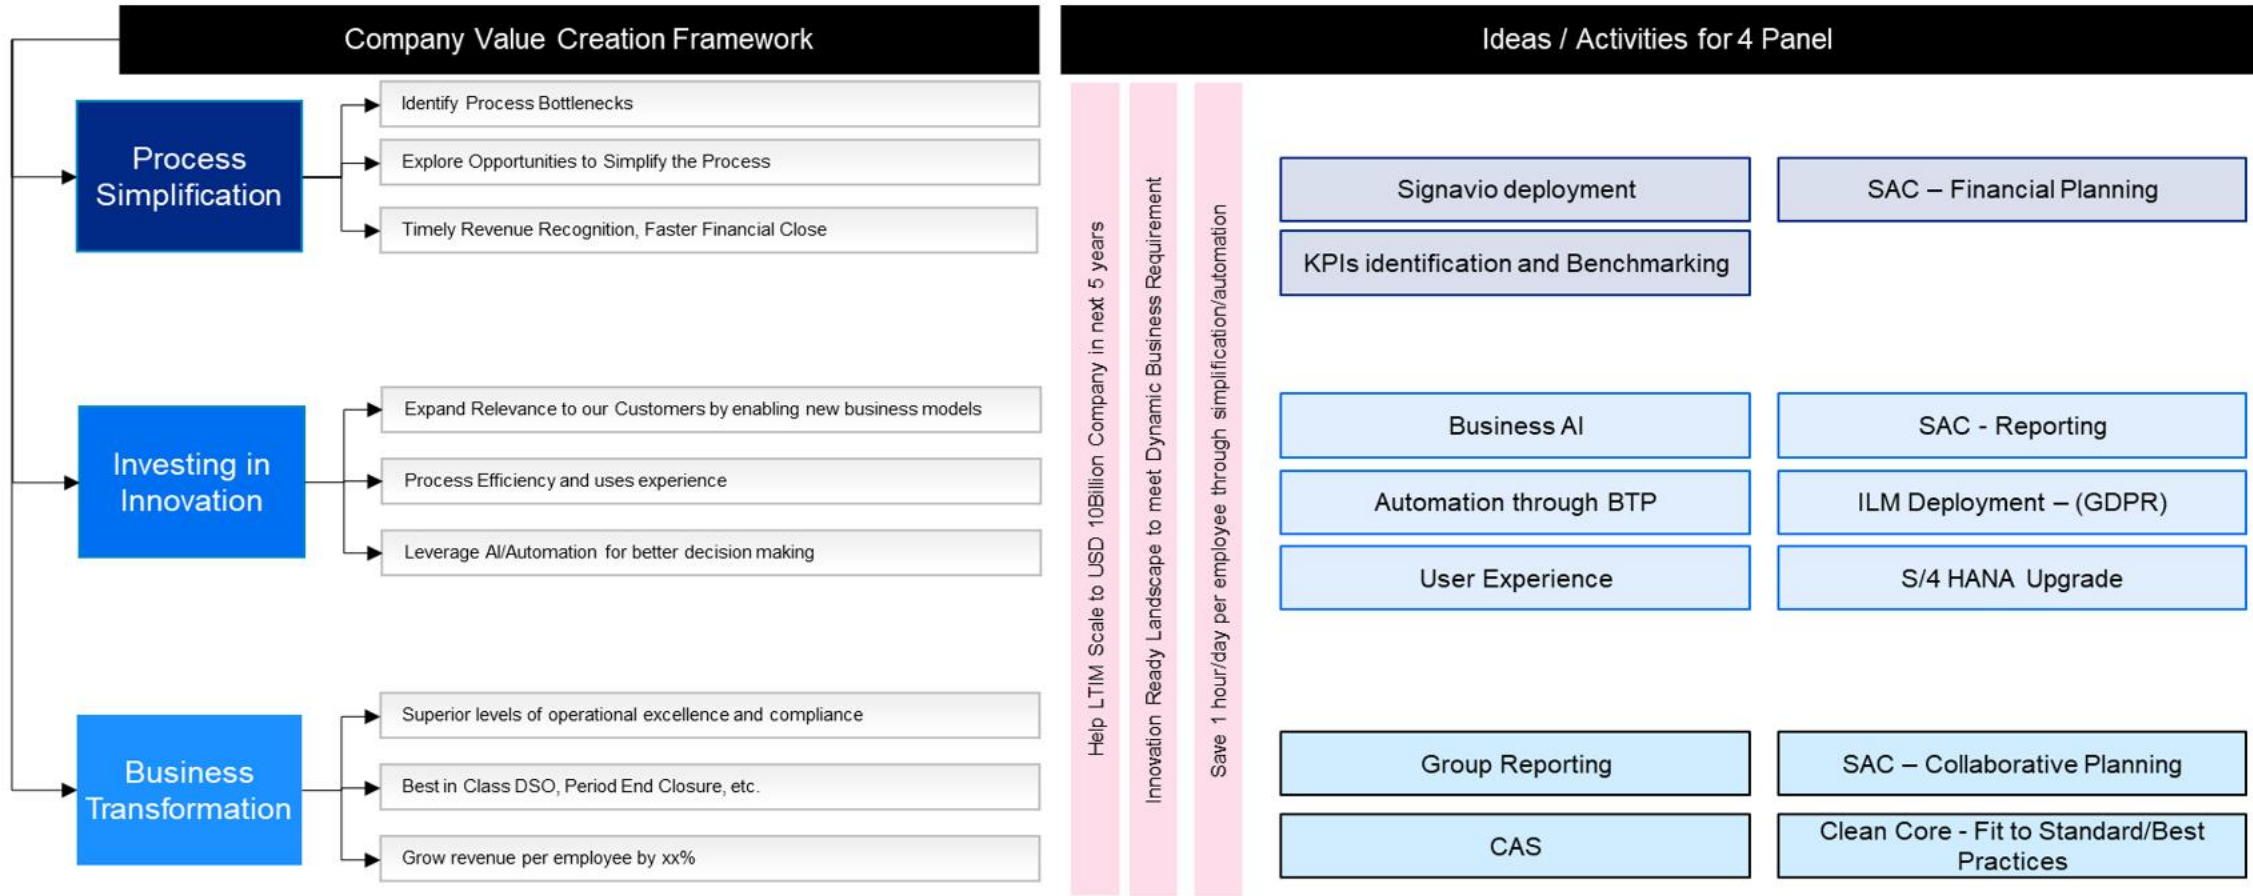 Company Value Creation Framework
Ideas / Activities for 4 Panel
Process
Simplification
Identify Process Bottlenecks
Explore Opportunities to Simplify the Process
Timely Revenue Recognition, Faster Financial Close
Investing in
Innovation
Expand Relevance to our Customers by enabling new business models
Process Efficiency and uses experience
Leverage AI/Automation for better decision making
Business
Transformation
Superior levels of operational excellence and compliance
Best in Class DSO, Period End Closure, etc.
Grow revenue per employee by xx%
Help LTIM Scale to USD 10Billion Company in next 5 years
Innovation Ready Landscape to meet Dynamic Business Requirement
Save 1 hour/day per employee through simplification/automation
Signavio deployment
SAC – Financial Planning
KPIs identification and Benchmarking
Business AI
SAC - Reporting
Automation through BTP
ILM Deployment – (GDPR)
User Experience
S/4 HANA Upgrade
Group Reporting
SAC – Collaborative Planning
CAS
Clean Core - Fit to Standard/Best
Practices